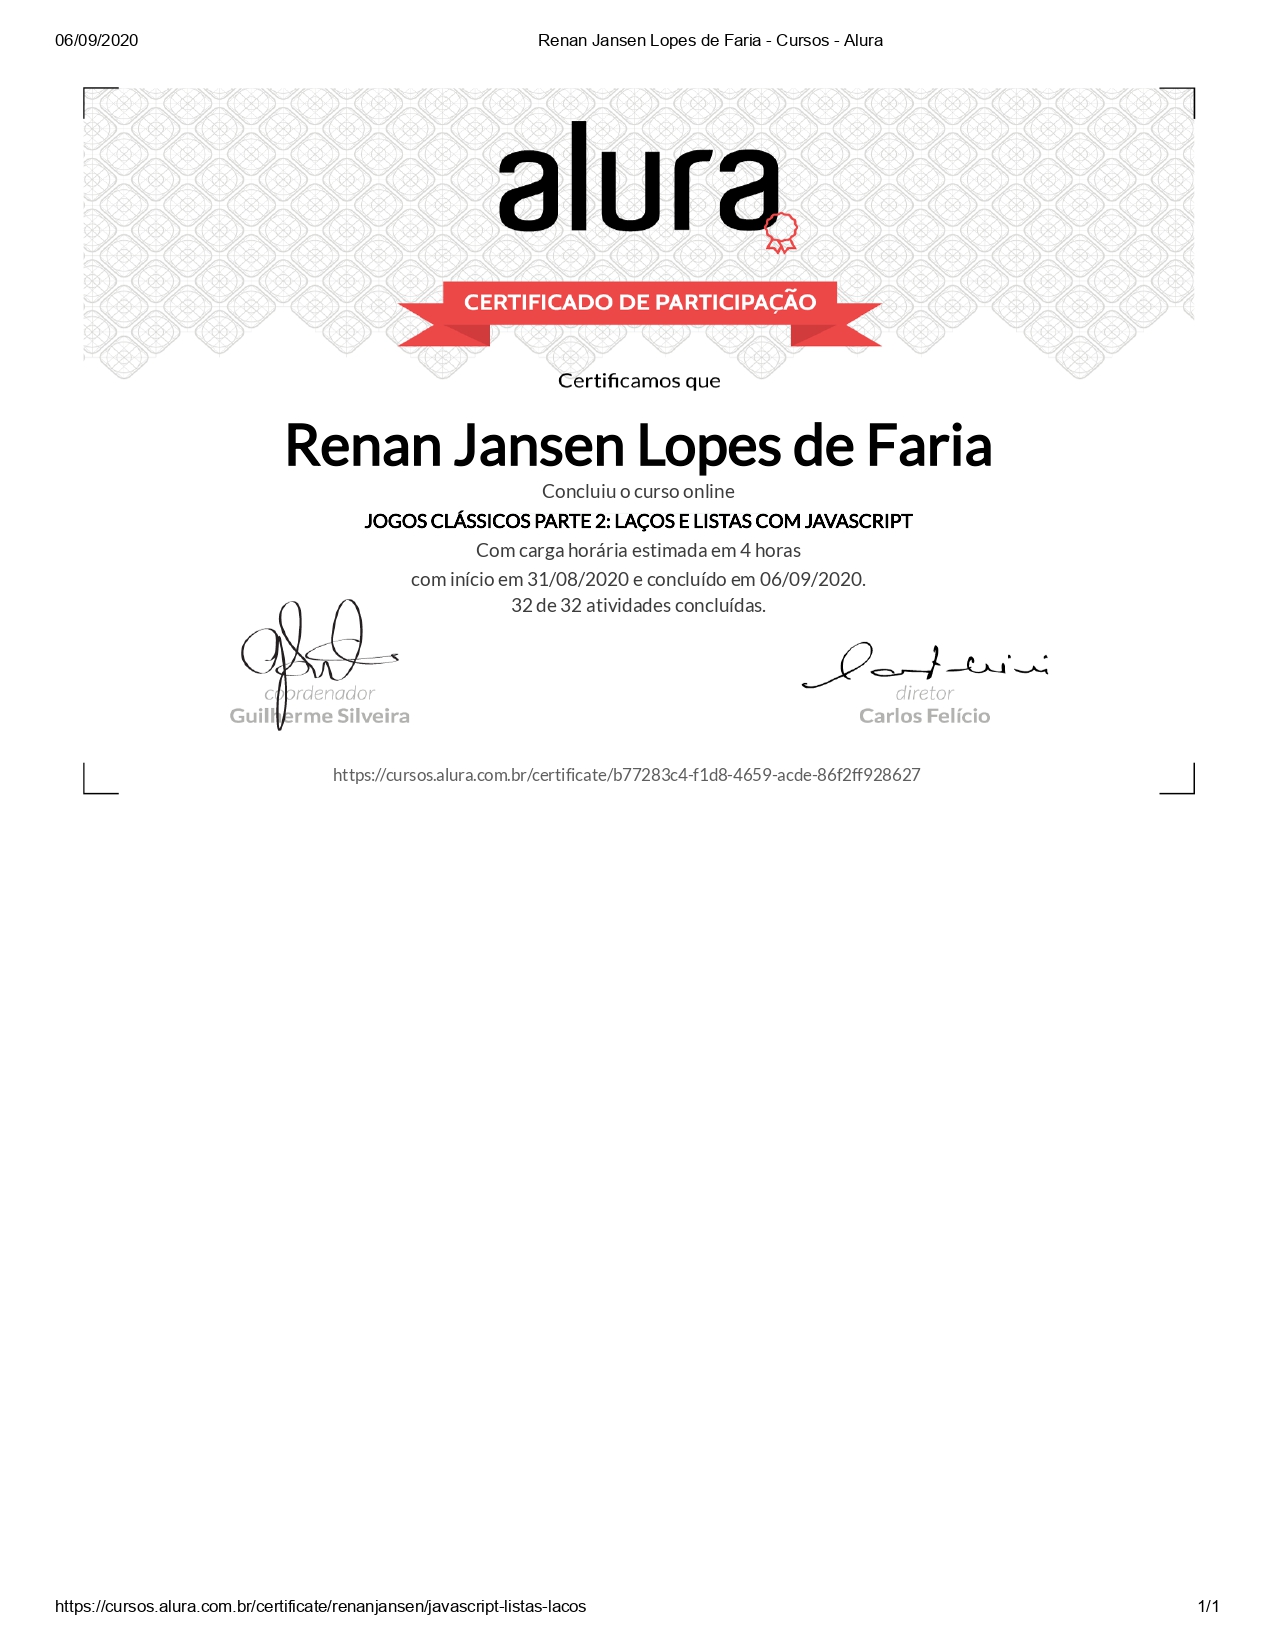 06/09/2020 Renan Jansen Lopes de Faria - Cursos - Alura
alura
CERTIFICADO DE PARTICIPAÇÃO
Certificamos que
Renan Jansen Lopes de Faria
Concluiu o curso online
JOGOS CLÁSSICOS PARTE 2: LAÇOS E LISTAS COM JAVASCRIPT
Com carga horária estimada em 4 horas
com início em 31/08/2020 e concluído em 06/09/2020.
32 de 32 atividades concluídas.
coordenador
Guilherme Silveira
diretor
Carlos Felício
https://cursos.alura.com.br/certificate/b77283c4-f1d8-4659-acde-86f2ff928627
https://cursos.alura.com.br/certificate/renanjansen/javascript-listas-lacos 1/1